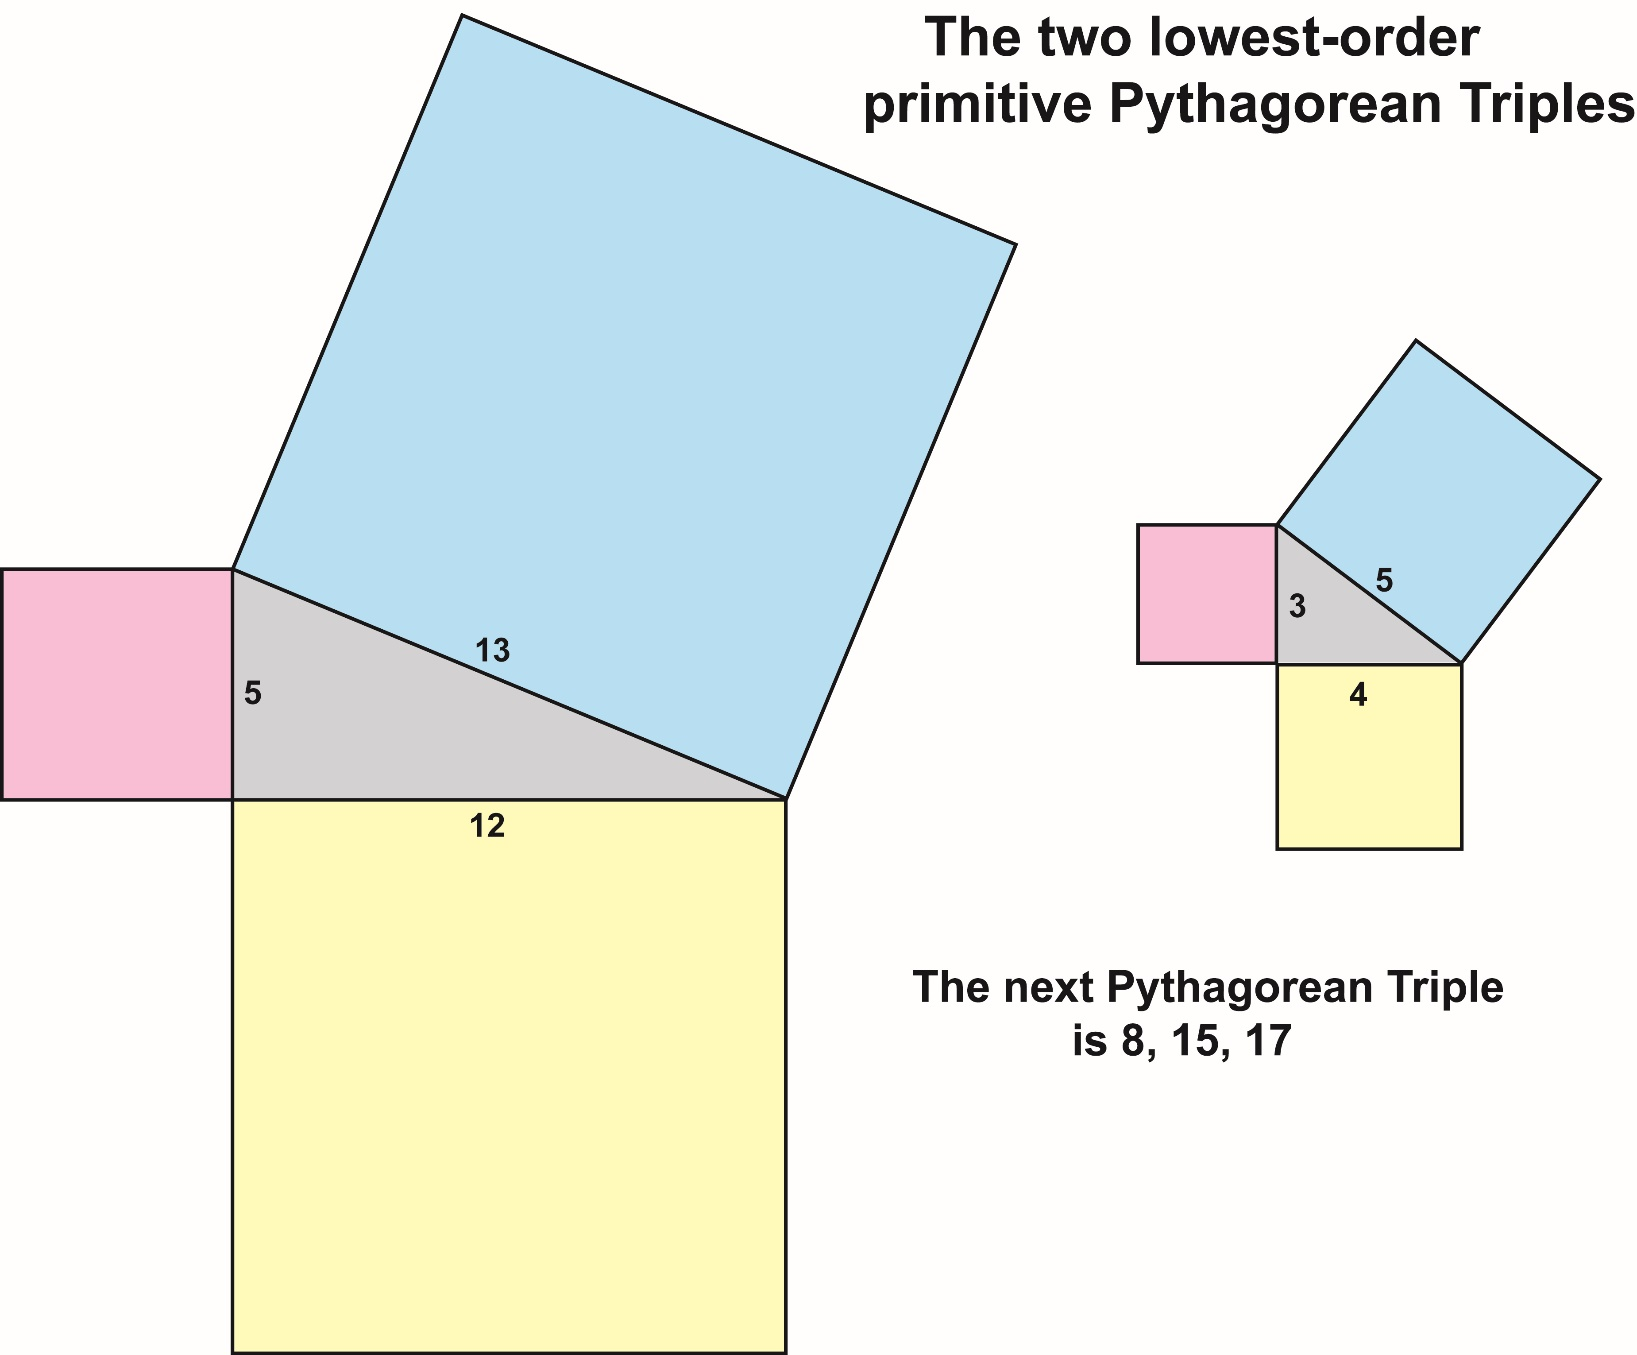 The two lowest-order
primitive Pythagorean Triples
13
5
12
5
3
4
The next Pythagorean Triple
is 8, 15, 17